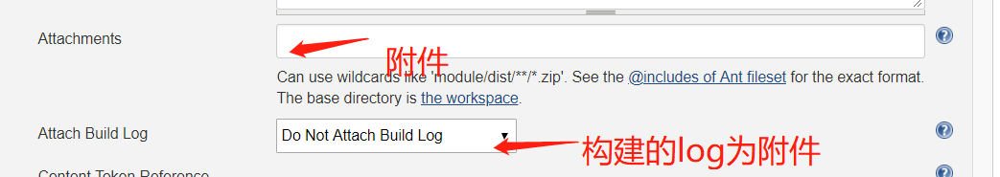 Attachments
附件
Can use wildcards like 'module/dist/**/*.zip'. See the @includes of Ant fileset for the exact format.
The base directory is the workspace.
Attach Build Log
Do Not Attach Build Log
构建的log为附件
Content Token Reference